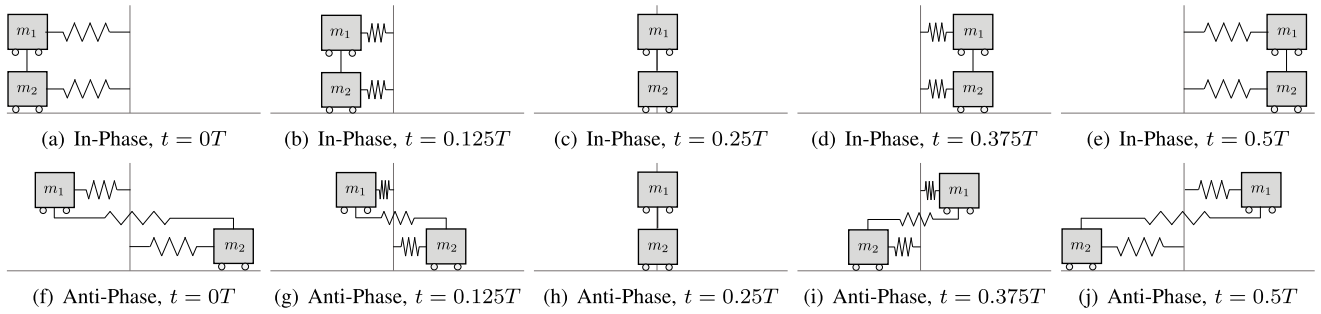 m₁ m₁ m₁ m₁ m₁
m₂ m₂ m₂ m₂ m₂
(a) In-Phase, t = 0T (b) In-Phase, t = 0.125T (c) In-Phase, t = 0.25T (d) In-Phase, t = 0.375T (e) In-Phase, t = 0.5T
m₁ m₁ m₁ m₁ m₁
m₂ m₂ m₂ m₂ m₂
(f) Anti-Phase, t = 0T (g) Anti-Phase, t = 0.125T (h) Anti-Phase, t = 0.25T (i) Anti-Phase, t = 0.375T (j) Anti-Phase, t = 0.5T